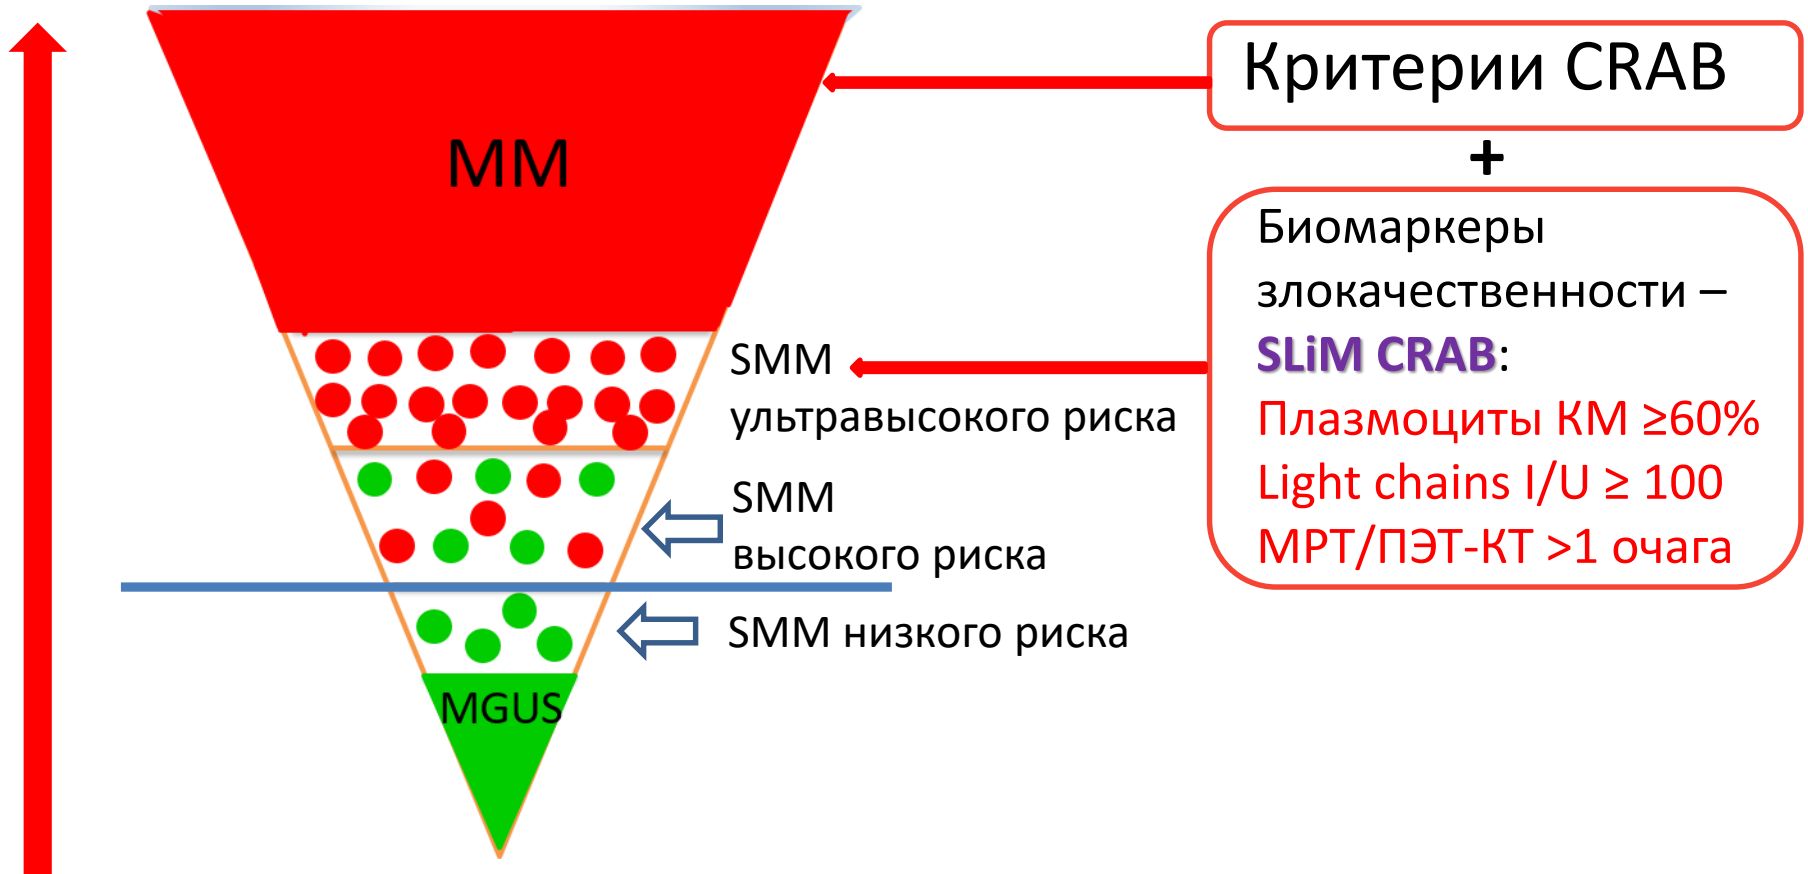 MM
Критерии CRAB
+
Биомаркеры
злокачественности –
SLiM CRAB:
Плазмоциты КМ ≥60%
Light chains I/U ≥ 100
МРТ/ПЭТ-КТ >1 очага
SMM
ультравысокого риска
SMM
высокого риска
SMM низкого риска
MGUS